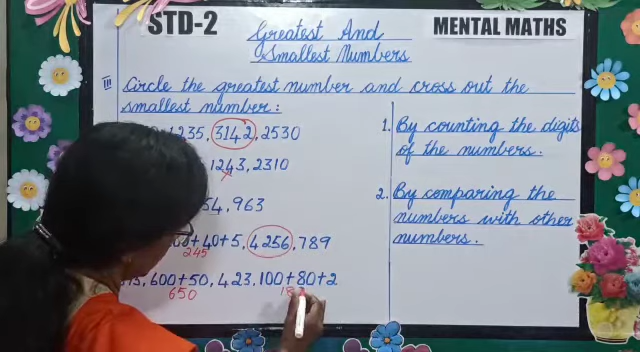 STD-2
Greatest And
Smallest Numbers
MENTAL MATHS
III Circle the greatest number and cross out the
smallest number:
1235, 3142, 2530
1243, 2310
54, 963
+40+5, 4256, 789
245
600+50, 423, 100+80+2
650
1. By counting the digits
of the numbers.
2. By comparing the
numbers with other
numbers.